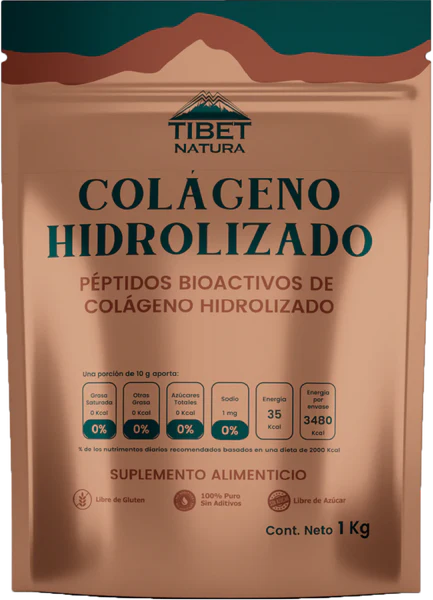 TIBET
NATURA
COLÁGENO
HIDROLIZADO
PÉPTIDOS BIOACTIVOS DE
COLÁGENO HIDROLIZADO
Una porción de 10 g aporta:
Grasa Saturada 0 Kcal 0%
Otras Grasa 0 Kcal 0%
Azúcares Totales 0 Kcal 0%
Sodio 1 mg 0%
Energía 35 Kcal
Energía por envase 3480 Kcal
% de los nutrimentos diarios recomendados basados en una dieta de 2000 Kcal
SUPLEMENTO ALIMENTICIO
Libre de Gluten
100% Puro
Sin Aditivos
Libre de Azúcar
Cont. Neto 1 Kg